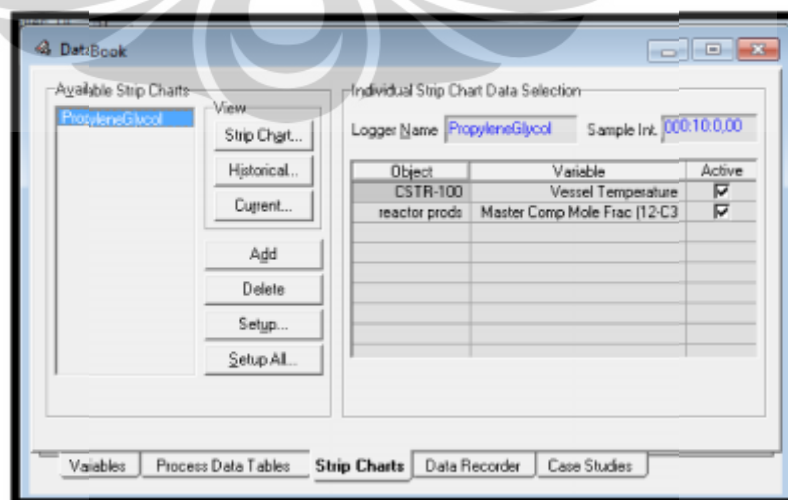 DataBook
Available Strip Charts
PropyleneGlycol
View
Strip Chart...
Historical...
Current...
Add
Delete
Setup...
Setup All...
Individual Strip Chart Data Selection
Logger Name PropyleneGlycol Sample Int. 000:10:0,00
Object Variable Active
CSTR-100 Vessel Temperature
reactor prods Master Comp Mole Frac (12-C3
Variables Process Data Tables Strip Charts Data Recorder Case Studies